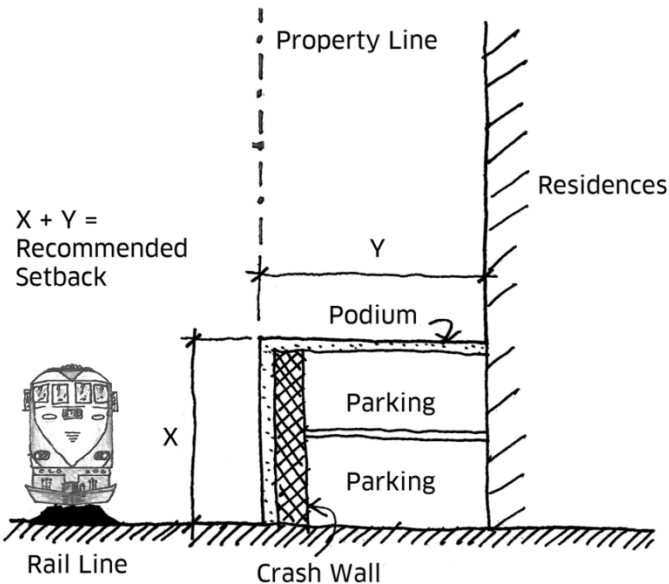 Property Line
Residences
X + Y =
Recommended
Setback
Y
Podium
X
Parking
Parking
Rail Line
Crash Wall